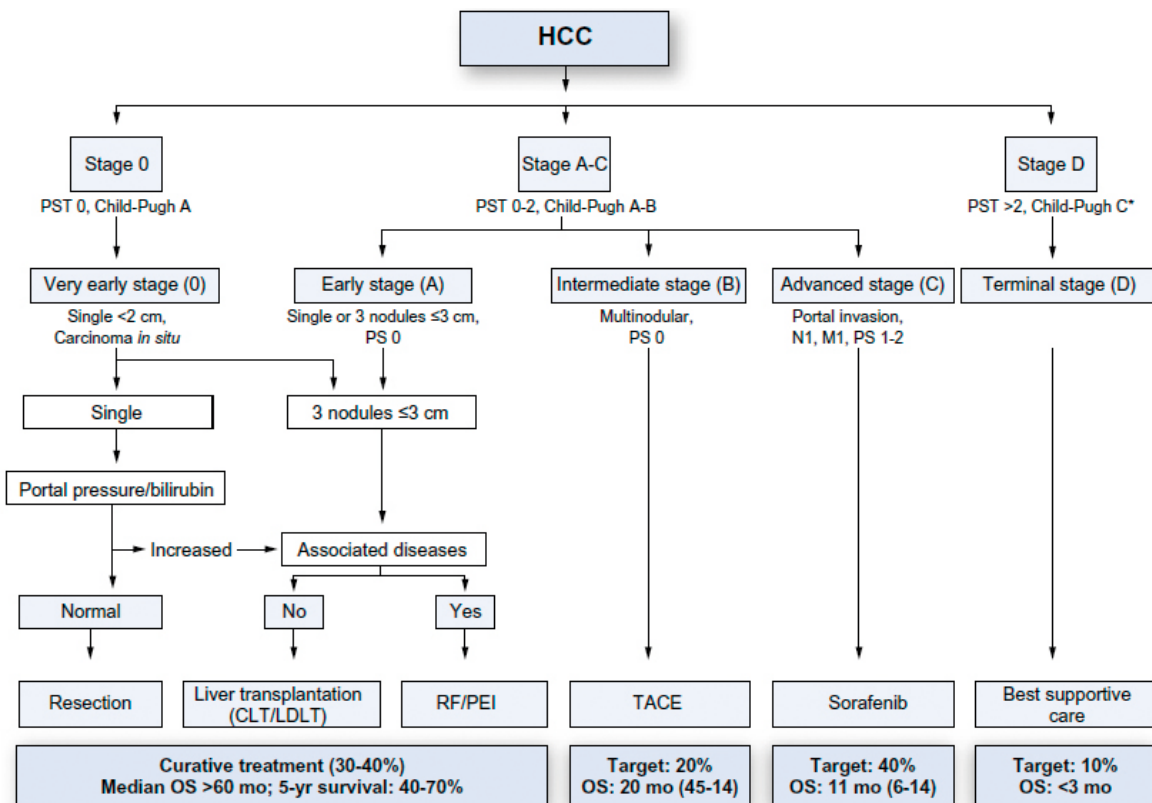 HCC
Stage 0
Stage A-C
Stage D
PST 0, Child-Pugh A
PST 0-2, Child-Pugh A-B
PST >2, Child-Pugh C*
Very early stage (0)
Early stage (A)
Intermediate stage (B)
Advanced stage (C)
Terminal stage (D)
Single <2 cm,
Carcinoma in situ
Single or 3 nodules ≤3 cm,
PS 0
Multinodular,
PS 0
Portal invasion,
N1, M1, PS 1-2
Single
3 nodules ≤3 cm
Portal pressure/bilirubin
Increased
Associated diseases
Normal
No
Yes
Resection
Liver transplantation
(CLT/LDLT)
RF/PEI
TACE
Sorafenib
Best supportive
care
Curative treatment (30-40%)
Median OS >60 mo; 5-yr survival: 40-70%
Target: 20%
OS: 20 mo (45-14)
Target: 40%
OS: 11 mo (6-14)
Target: 10%
OS: <3 mo